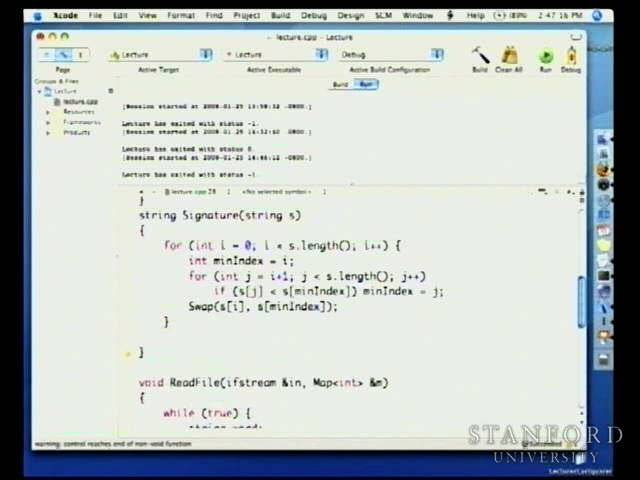 Xcode File Edit View Format Find Project Build Debug Design SCM Window Help 2:47:16 PM
lecture.cpp - Lecture
Lecture Lecture Debug
Page Active Target Active Executable Active Build Configuration Build Clean All Run Debug
Groups & Files
Build Run
Lecture
lecture.cpp
Resources
Frameworks
Products
Lecture has exited with status -1.
Lecture has exited with status 0.
Lecture has exited with status -1.
<No selected symbol>
}
string Signature(string s)
{
for (int i = 0; i < s.length(); i++) {
int minIndex = i;
for (int j = i+1; j < s.length(); j++)
if (s[j] < s[minIndex]) minIndex = j;
Swap(s[i], s[minIndex]);
}
}
void ReadFile(ifstream &in, Map<int> &m)
{
while (true) {
warning: control reaches end of non-void function
Succeeded
STANFORD
UNIVERSITY